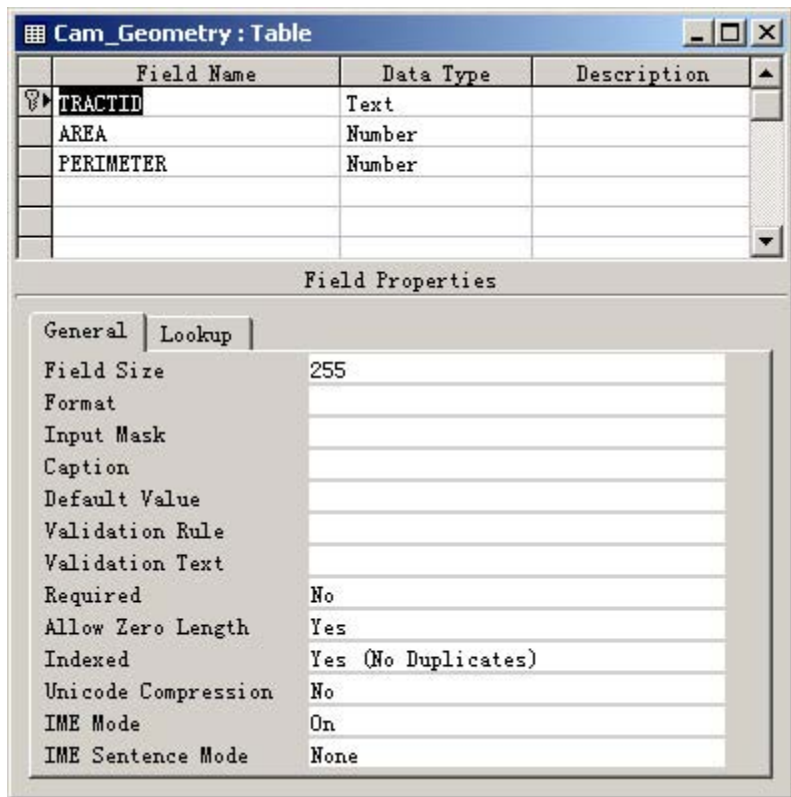 Cam_Geometry : Table
Field Name Data Type Description
TRACTID Text
AREA Number
PERIMETER Number
Field Properties
General Lookup
Field Size 255
Format
Input Mask
Caption
Default Value
Validation Rule
Validation Text
Required No
Allow Zero Length Yes
Indexed Yes (No Duplicates)
Unicode Compression No
IME Mode On
IME Sentence Mode None